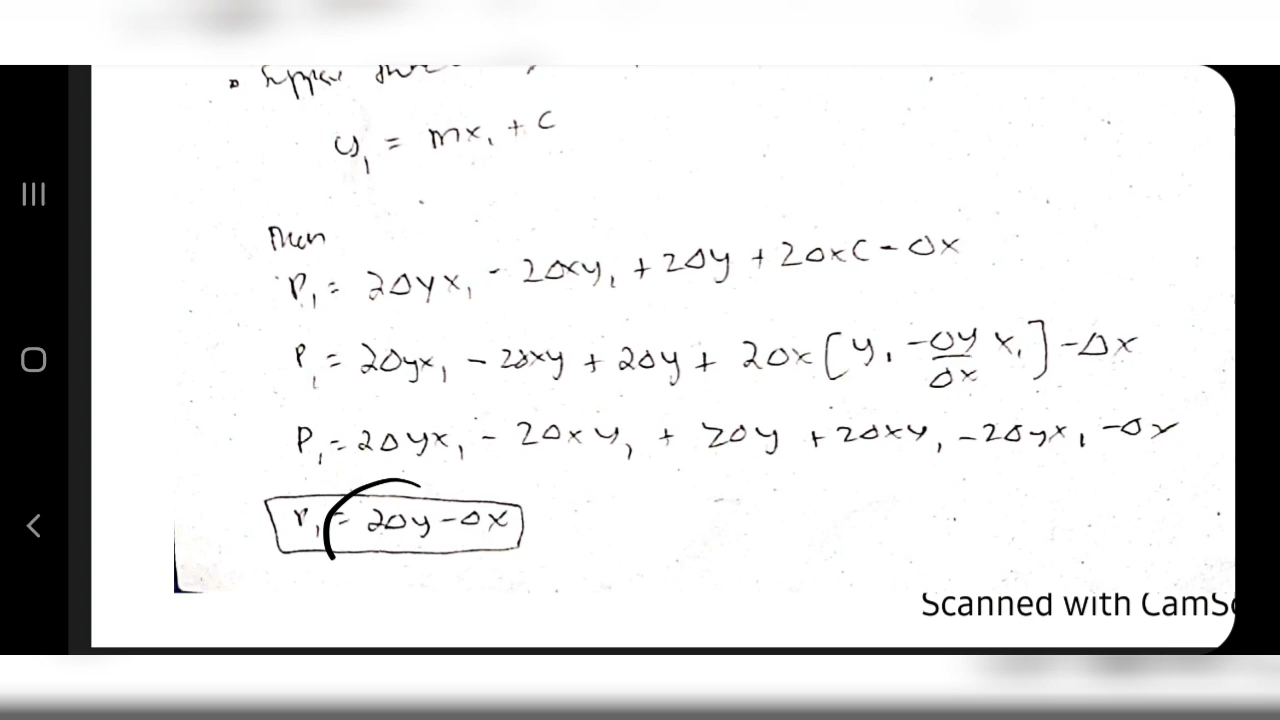 y₁ = mx₁ + c
Then
P₁ = 2Δyx₁ - 2Δxy₁ + 2Δy + 2Δxc - Δx
P₁ = 2Δyx₁ - 2Δxy + 2Δy + 2Δx [y₁ - Δy/Δx x₁] - Δx
P₁ = 2Δyx₁ - 2Δxy₁ + 2Δy + 2Δxy₁ - 2Δyx₁ - Δx
P₁ = 2Δy - Δx
Scanned with CamSc